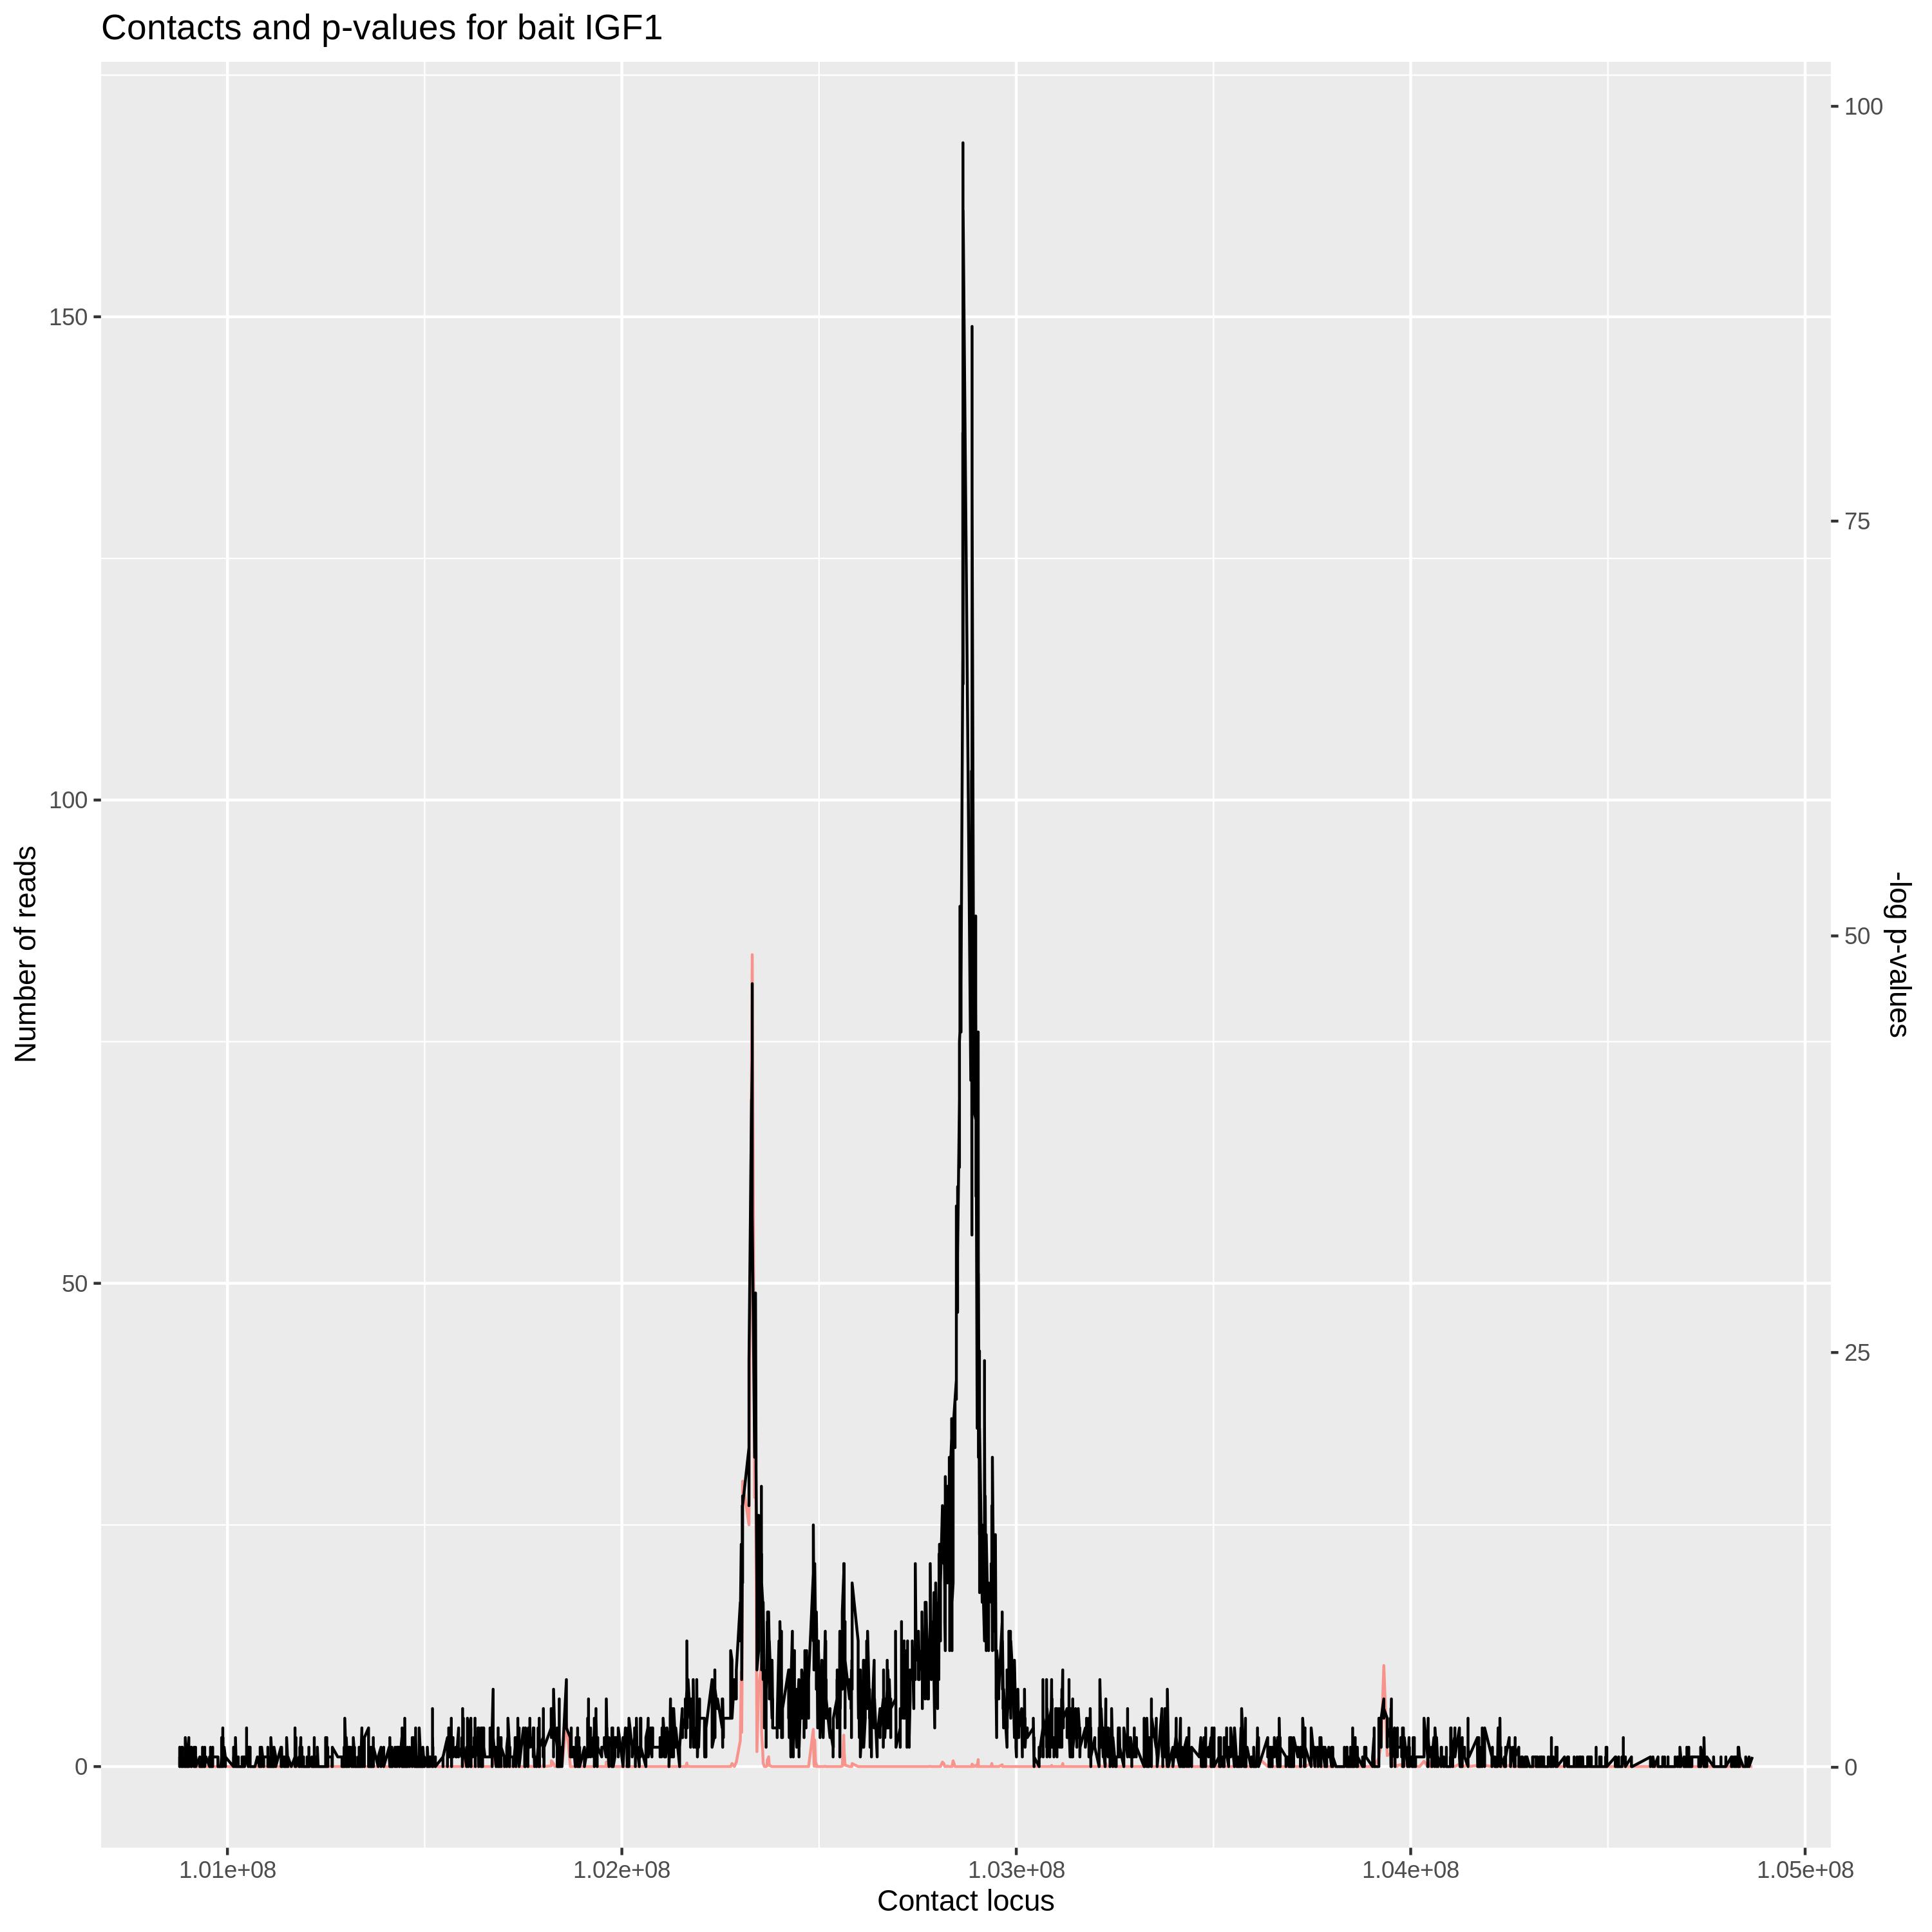 Contacts and p-values for bait IGF1
150
100
50
0
Number of reads
100
75
50
25
0
-log p-values
1.01e+08
1.02e+08
1.03e+08
1.04e+08
1.05e+08
Contact locus